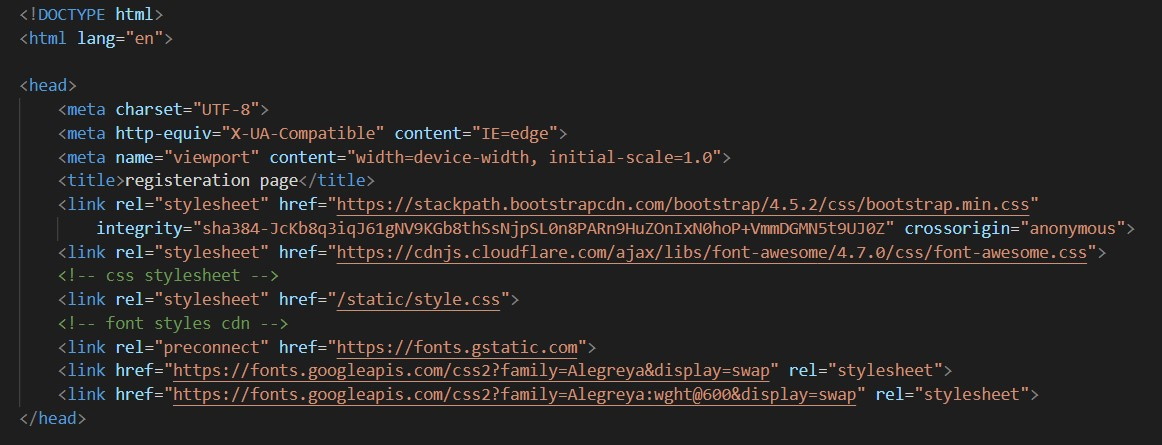 <!DOCTYPE html>
<html lang="en">
<head>
<meta charset="UTF-8">
<meta http-equiv="X-UA-Compatible" content="IE=edge">
<meta name="viewport" content="width=device-width, initial-scale=1.0">
<title>registeration page</title>
<link rel="stylesheet" href="https://stackpath.bootstrapcdn.com/bootstrap/4.5.2/css/bootstrap.min.css"
integrity="sha384-JcKb8q3iqJ61gNV9KGb8thSsNjpSL0n8PARn9HuZOnIxN0hoP+VmmDGMN5t9UJ0Z" crossorigin="anonymous">
<link rel="stylesheet" href="https://cdnjs.cloudflare.com/ajax/libs/font-awesome/4.7.0/css/font-awesome.css">
<!-- css stylesheet -->
<link rel="stylesheet" href="/static/style.css">
<!-- font styles cdn -->
<link rel="preconnect" href="https://fonts.gstatic.com">
<link href="https://fonts.googleapis.com/css2?family=Alegreya&display=swap" rel="stylesheet">
<link href="https://fonts.googleapis.com/css2?family=Alegreya:wght@600&display=swap" rel="stylesheet">
</head>